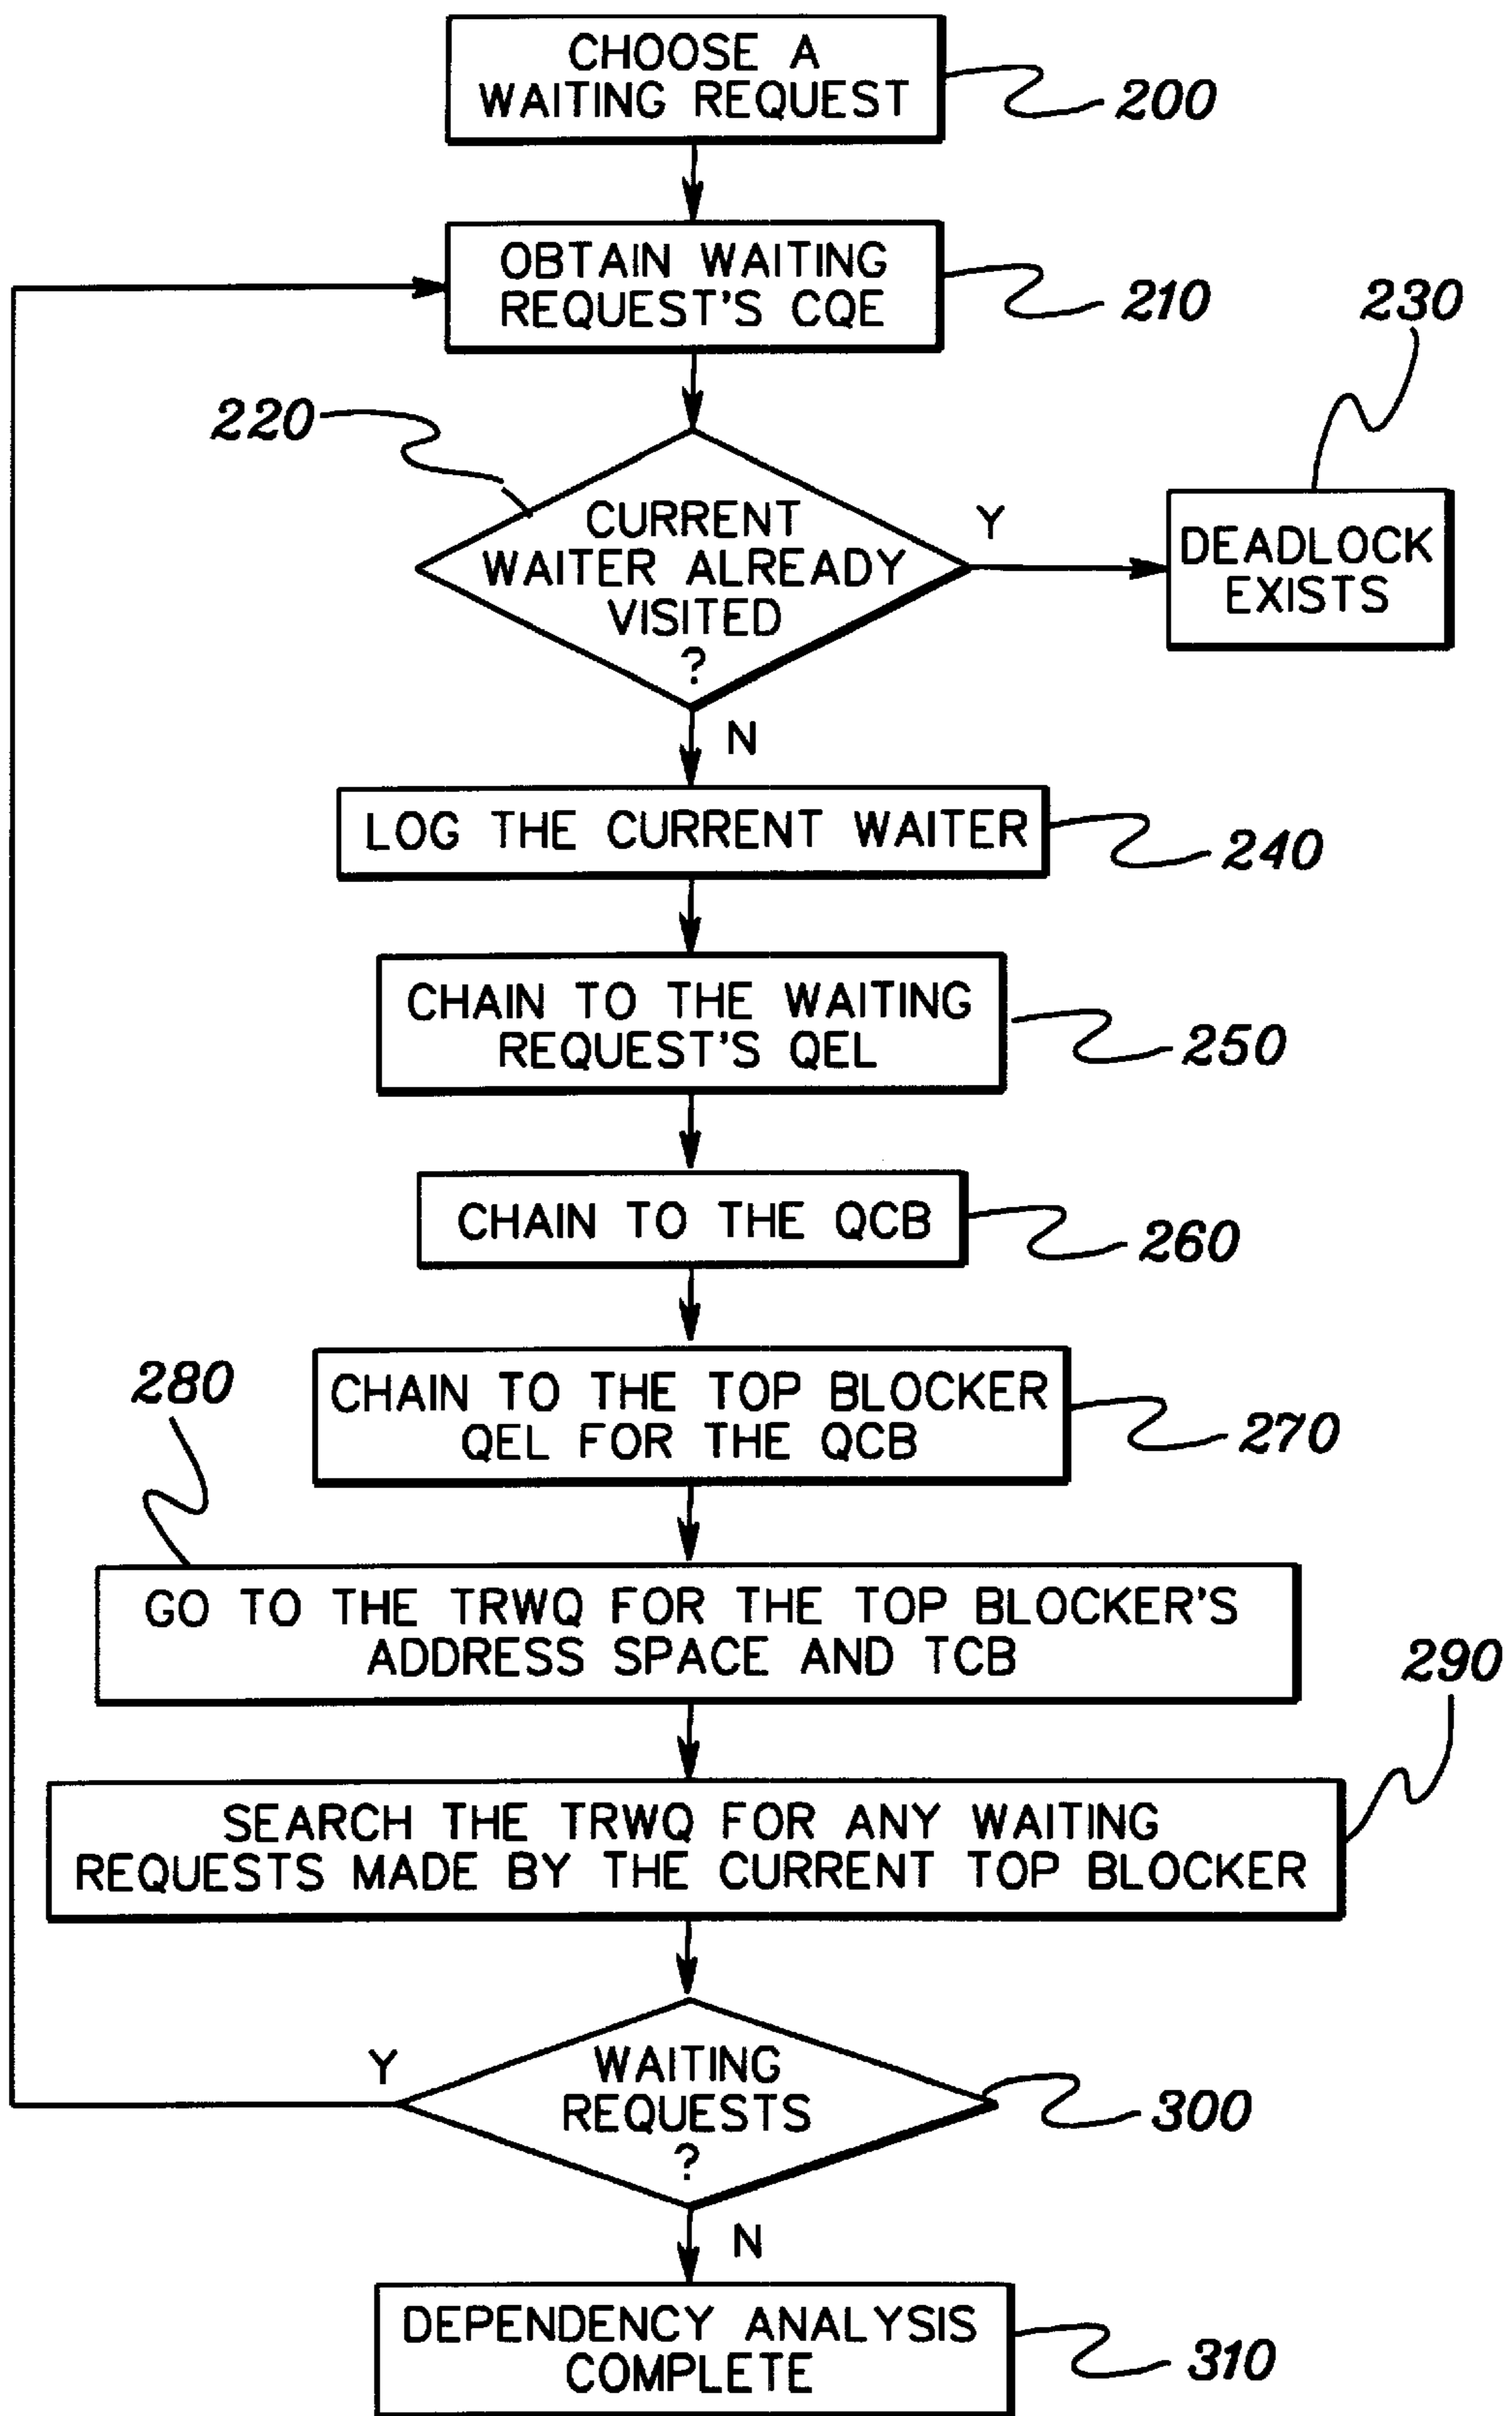 CHOOSE A
WAITING REQUEST
200
OBTAIN WAITING
REQUEST'S CQE
210
230
220
CURRENT
WAITER ALREADY
VISITED
?
Y
DEADLOCK
EXISTS
N
LOG THE CURRENT WAITER
240
CHAIN TO THE WAITING
REQUEST'S QEL
250
CHAIN TO THE QCB
260
280
CHAIN TO THE TOP BLOCKER
QEL FOR THE QCB
270
GO TO THE TRWQ FOR THE TOP BLOCKER'S
ADDRESS SPACE AND TCB
290
SEARCH THE TRWQ FOR ANY WAITING
REQUESTS MADE BY THE CURRENT TOP BLOCKER
Y
WAITING
REQUESTS
?
300
N
DEPENDENCY ANALYSIS
COMPLETE
310